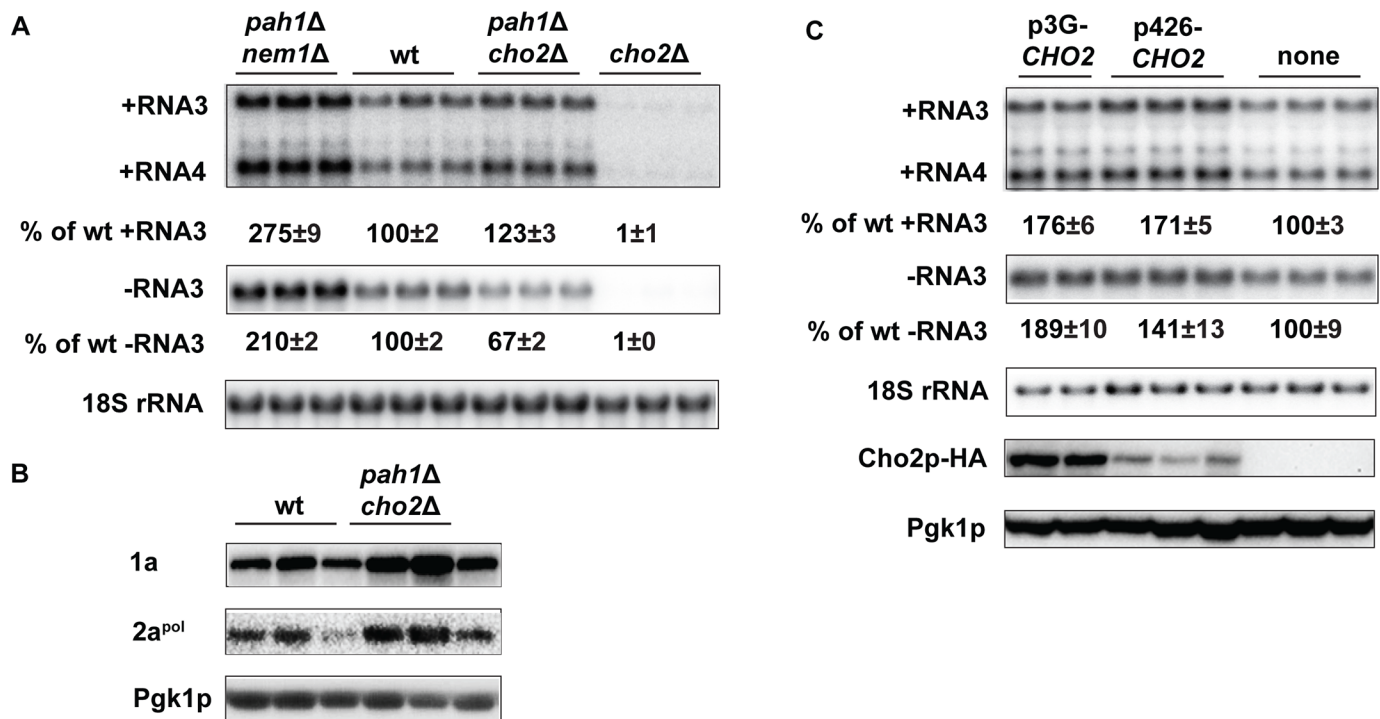 A
pah1Δ nem1Δ
wt
pah1Δ cho2Δ
cho2Δ
+RNA3
+RNA4
% of wt +RNA3 275±9 100±2 123±3 1±1
-RNA3
% of wt -RNA3 210±2 100±2 67±2 1±0
18S rRNA
B
wt
pah1Δ cho2Δ
1a
2apol
Pgk1p
C
p3G-CHO2
p426-CHO2
none
+RNA3
+RNA4
% of wt +RNA3 176±6 171±5 100±3
-RNA3
% of wt -RNA3 189±10 141±13 100±9
18S rRNA
Cho2p-HA
Pgk1p